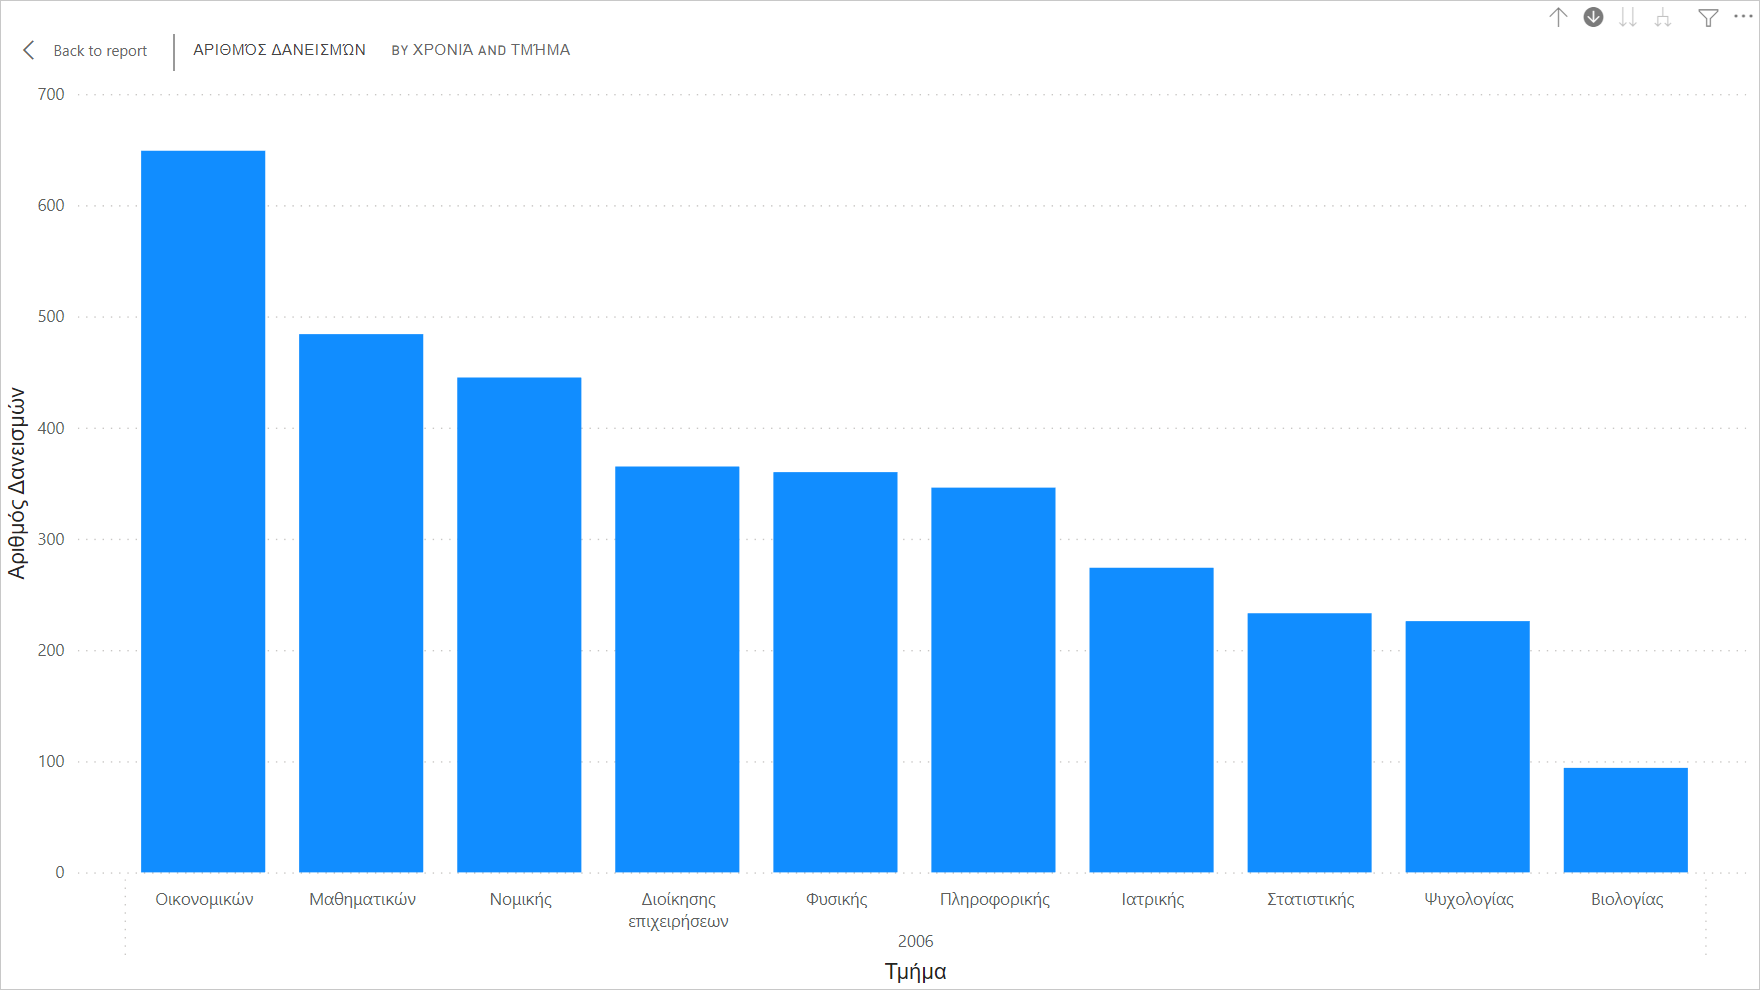 Back to report
ΑΡΙΘΜΌΣ ΔΑΝΕΙΣΜΏΝ BY ΧΡΟΝΙΆ AND ΤΜΉΜΑ
700
600
500
400
300
200
100
0
Αριθμός Δανεισμών
Οικονομικών
Μαθηματικών
Νομικής
Διοίκησης
επιχειρήσεων
Φυσικής
Πληροφορικής
Ιατρικής
Στατιστικής
Ψυχολογίας
Βιολογίας
2006
Τμήμα